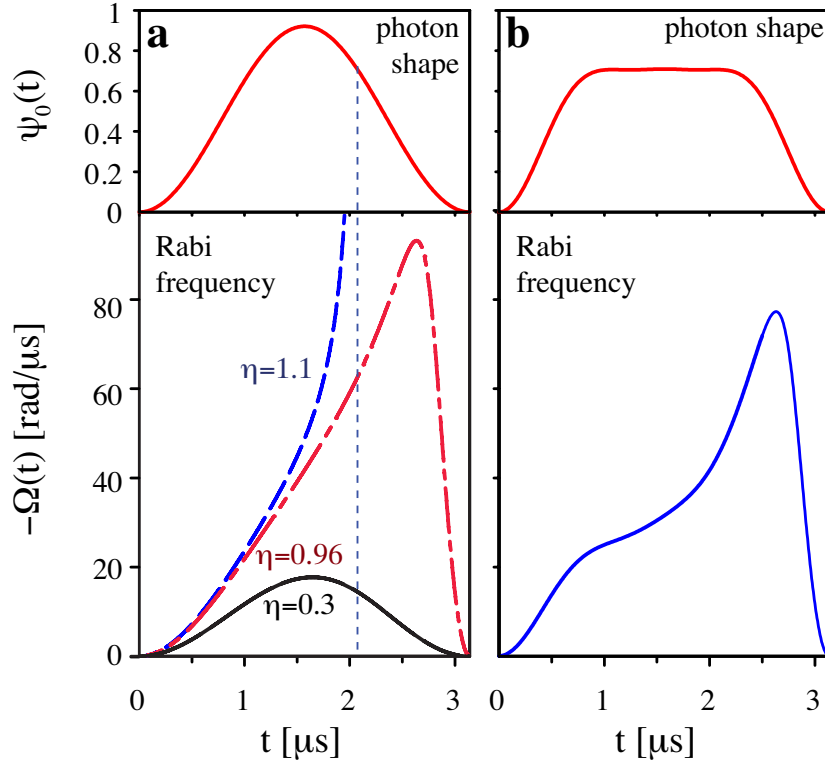 a
photon
shape
b
photon shape
1
0.8
0.6
0.4
0.2
0
ψ₀(t)
Rabi
frequency
Rabi
frequency
80
60
40
20
0
−Ω(t) [rad/μs]
η=1.1
η=0.96
η=0.3
0 1 2 3
0 1 2 3
t [μs]
t [μs]